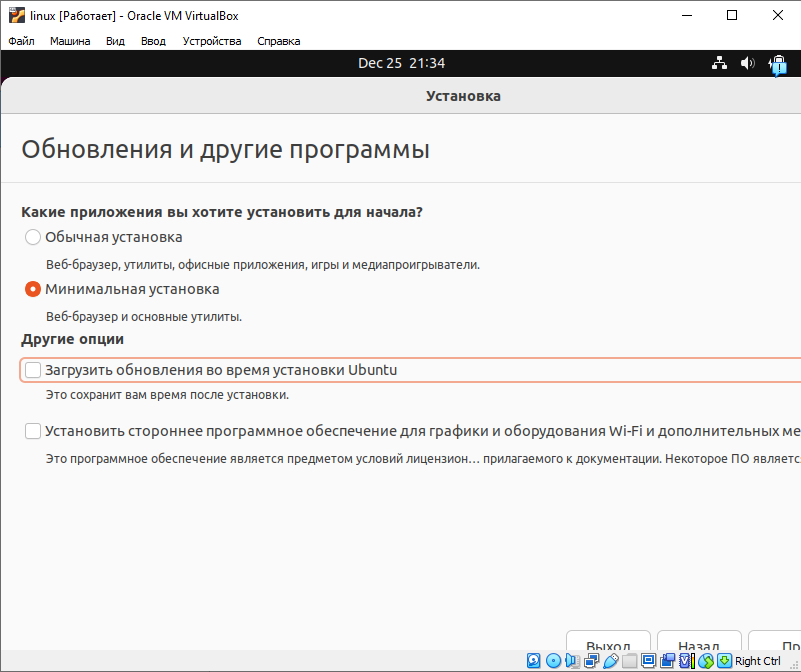 linux [Работает] - Oracle VM VirtualBox
Файл Машина Вид Ввод Устройства Справка
Dec 25 21:34
Установка
Обновления и другие программы
Какие приложения вы хотите установить для начала?
Обычная установка
Веб-браузер, утилиты, офисные приложения, игры и медиапроигрыватели.
Минимальная установка
Веб-браузер и основные утилиты.
Другие опции
Загрузить обновления во время установки Ubuntu
Это сохранит вам время после установки.
Установить стороннее программное обеспечение для графики и оборудования Wi-Fi и дополнительных ме
Это программное обеспечение является предметом условий лицензион… прилагаемого к документации. Некоторое ПО являетс
Выход Назад Пр
Right Ctrl